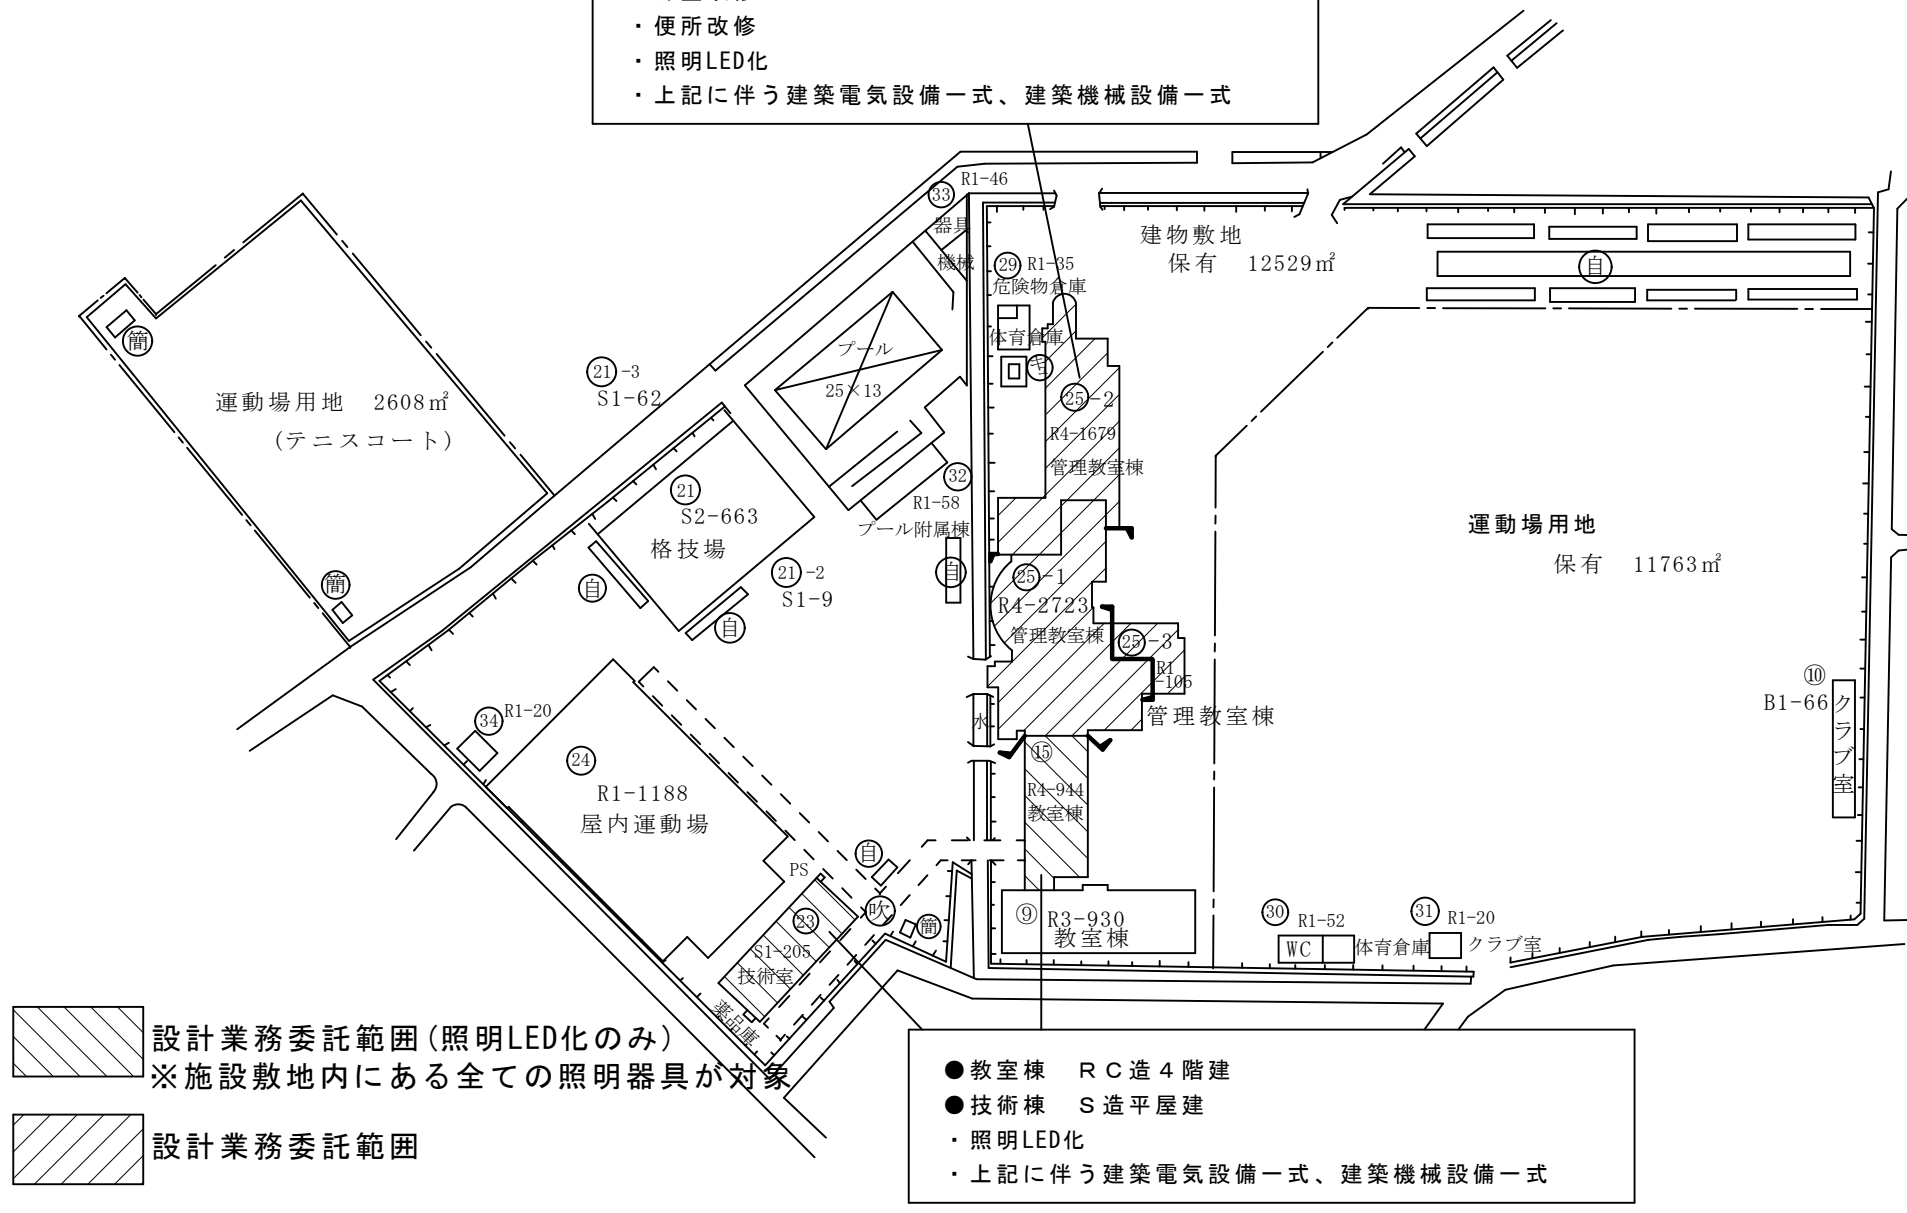 ・便所改修
・照明LED化
・上記に伴う建築電気設備一式、建築機械設備一式
㉝ R1-46
器具
機械
建物敷地
保有 12529㎡
㉙ R1-35
危険物倉庫
体育倉庫
自
簡
運動場用地 2608㎡
(テニスコート)
簡
㉑-3
S1-62
プール
25×13
㉕-2
R4-1679
管理教室棟
㉜
R1-58
プール附属棟
㉑
S2-663
格技場
㉑-2
S1-9
自
自
自
㉕-1
R4-2723
管理教室棟
㉕-3
R1
-105
管理教室棟
運動場用地
保有 11763㎡
⑩
B1-66
クラブ室
水
㉞ R1-20
㉔
R1-1188
屋内運動場
⑮
R4-944
教室棟
自
PS
吹
簡
㉓
S1-205
技術室
薬品庫
⑨ R3-930
教室棟
㉚ R1-52
WC
体育倉庫
㉛ R1-20
クラブ室
設計業務委託範囲(照明LED化のみ)
※施設敷地内にある全ての照明器具が対象
設計業務委託範囲
●教室棟 RC造4階建
●技術棟 S造平屋建
・照明LED化
・上記に伴う建築電気設備一式、建築機械設備一式